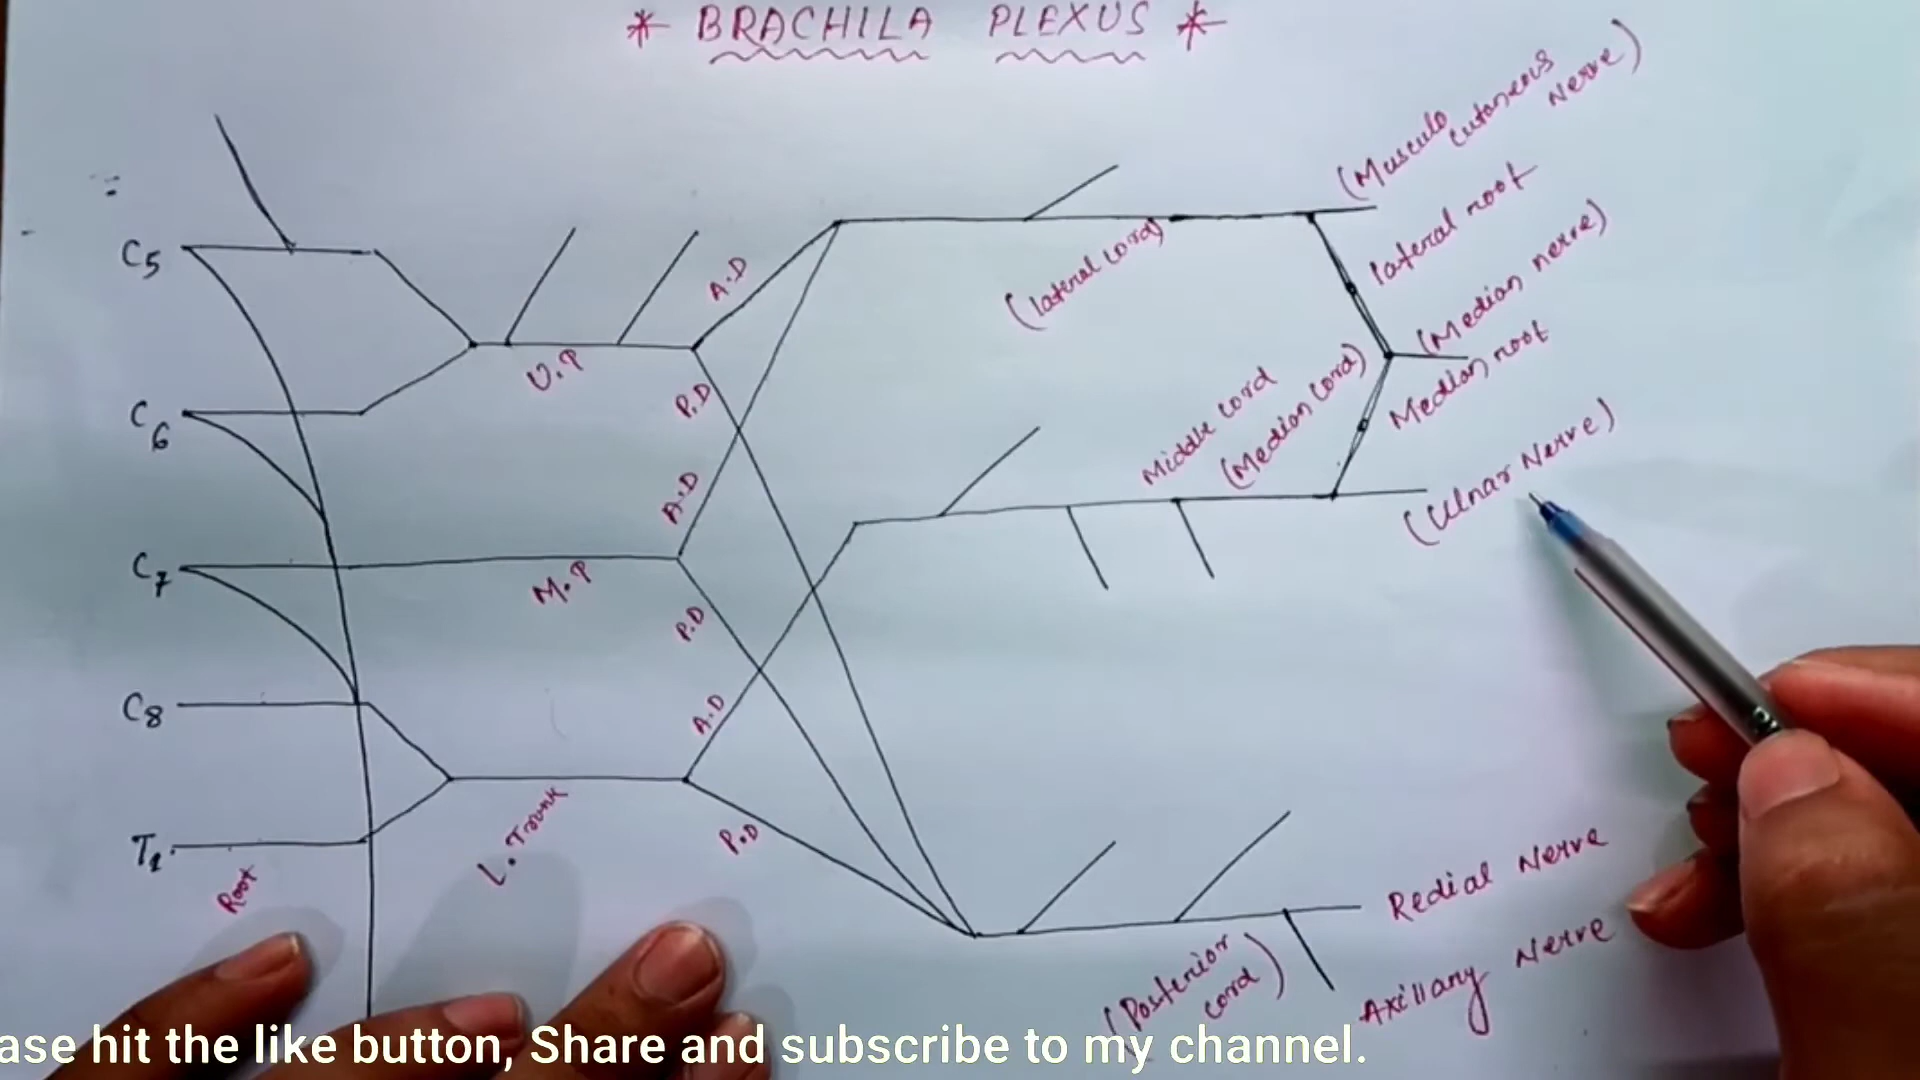 * BRACHILA PLEXUS *
(Musculo
cutaneous
Nerve)
lateral root
C5
A.D
(lateral cord)
(Median nerve)
U.P
P.D
Median root
C6
Middle cord
(Median cord)
A.D
(Ulnar Nerve)
C7
M.P
P.D
C8
A.D
T1
Root
L. Trunk
P.D
Redial Nerve
(Posterior
cord)
Axillary Nerve
ase hit the like button, Share and subscribe to my channel.